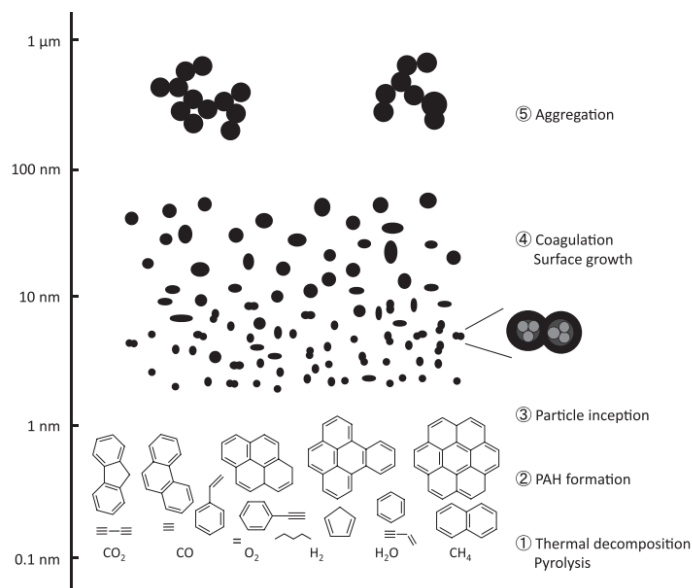 1 μm
⑤ Aggregation
100 nm
④ Coagulation
Surface growth
10 nm
③ Particle inception
1 nm
② PAH formation
① Thermal decomposition
Pyrolysis
CO₂ CO O₂ H₂ H₂O CH₄
0.1 nm